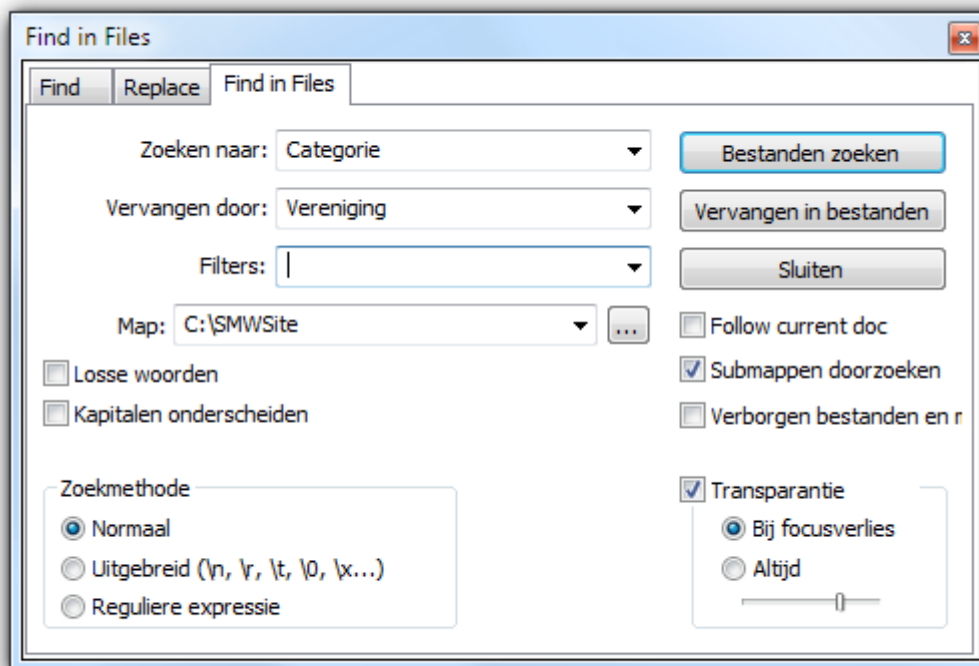 Find in Files
Find Replace Find in Files
Zoeken naar: Categorie Bestanden zoeken
Vervangen door: Vereniging Vervangen in bestanden
Filters: Sluiten
Map: C:\SMWSite ... Follow current doc
Losse woorden Submappen doorzoeken
Kapitalen onderscheiden Verborgen bestanden en
Zoekmethode Transparantie
Normaal Bij focusverlies
Uitgebreid (\n, \r, \t, \0, \x...) Altijd
Reguliere expressie